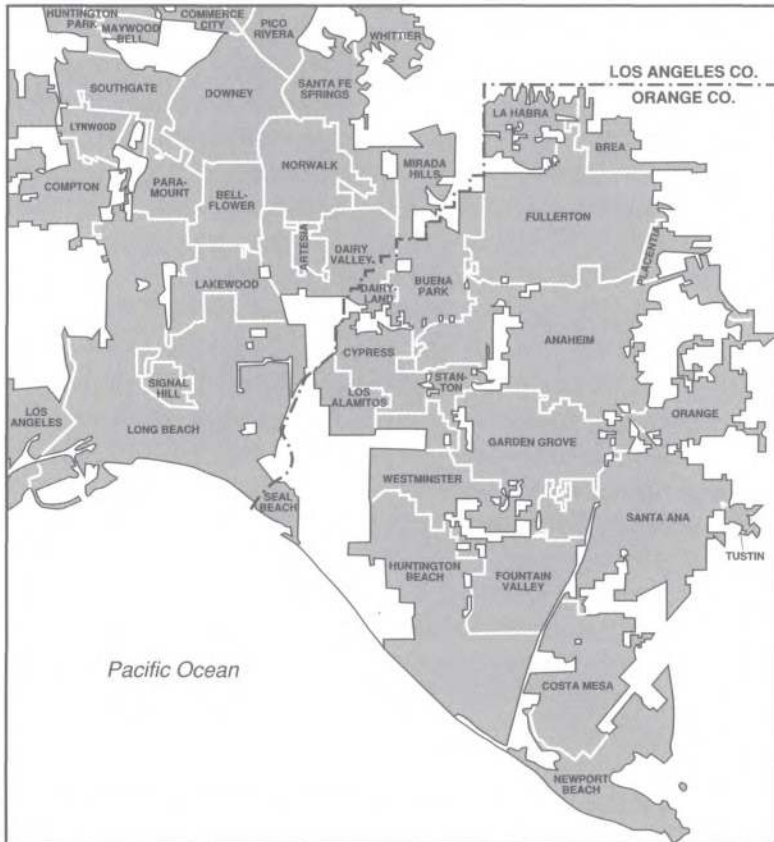 HUNTINGTON
PARK
MAYWOOD
BELL
COMMERCE
CITY
PICO
RIVERA
WHITTIER
LOS ANGELES CO.
ORANGE CO.
SOUTHGATE
DOWNEY
SANTA FE
SPRINGS
LA HABRA
LYNWOOD
BREA
NORWALK
MIRADA
HILLS
COMPTON
PARA-
MOUNT
BELL-
FLOWER
FULLERTON
ARTESIA
DAIRY
VALLEY
PLACENTIA
LAKEWOOD
DAIRY-
LAND
BUENA
PARK
ANAHEIM
CYPRESS
SIGNAL
HILL
STAN-
TON
LOS
ALAMITOS
LOS
ANGELES
LONG BEACH
ORANGE
GARDEN GROVE
WESTMINSTER
SEAL
BEACH
SANTA ANA
TUSTIN
HUNTINGTON
BEACH
FOUNTAIN
VALLEY
Pacific Ocean
COSTA MESA
NEWPORT
BEACH